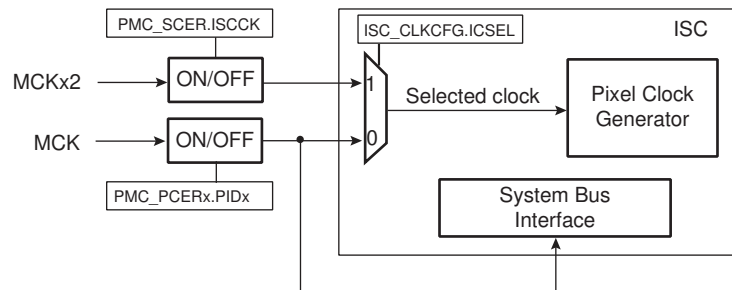 PMC_SCER.ISCCK
ISC_CLKCFG.ICSEL
ISC
MCKx2
ON/OFF
1
Selected clock
Pixel Clock
Generator
MCK
ON/OFF
0
PMC_PCERx.PIDx
System Bus
Interface